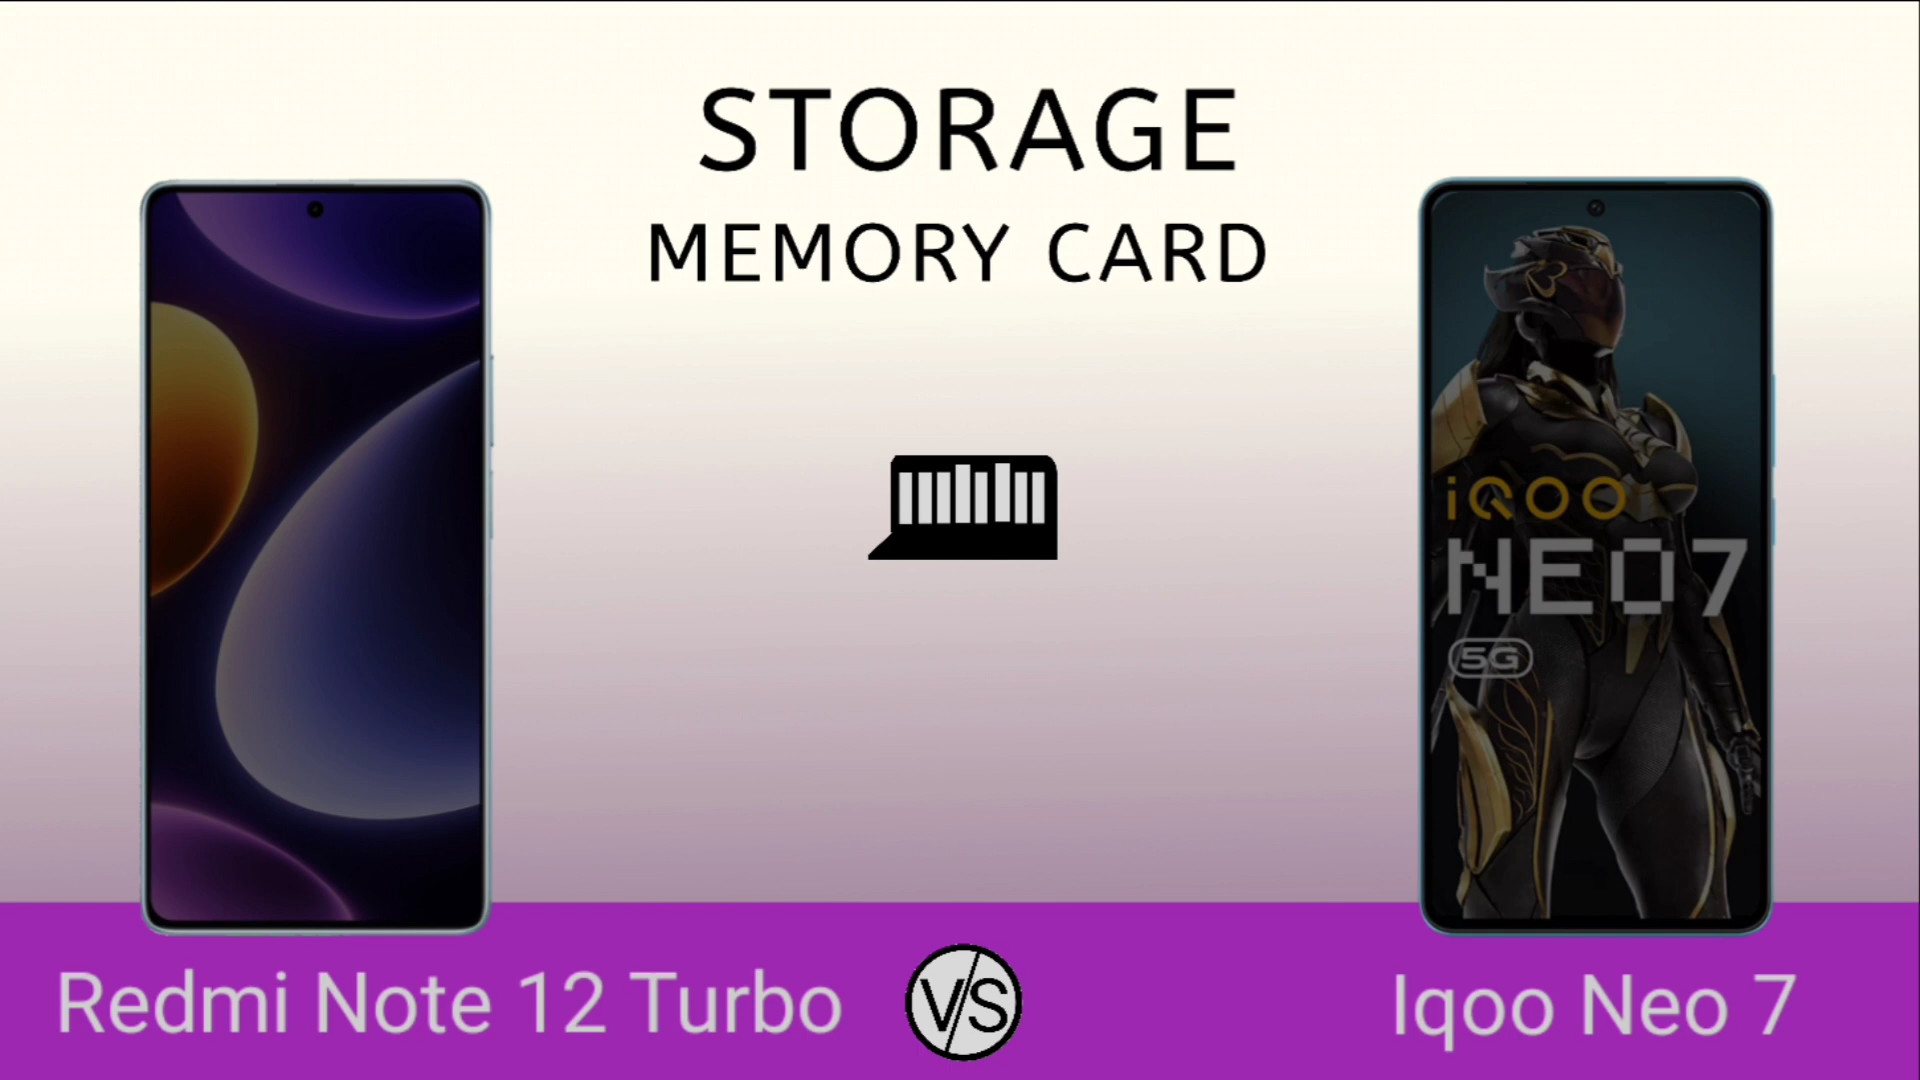 STORAGE
MEMORY CARD
iQOO
NEO7
5G
Redmi Note 12 Turbo
VS
Iqoo Neo 7